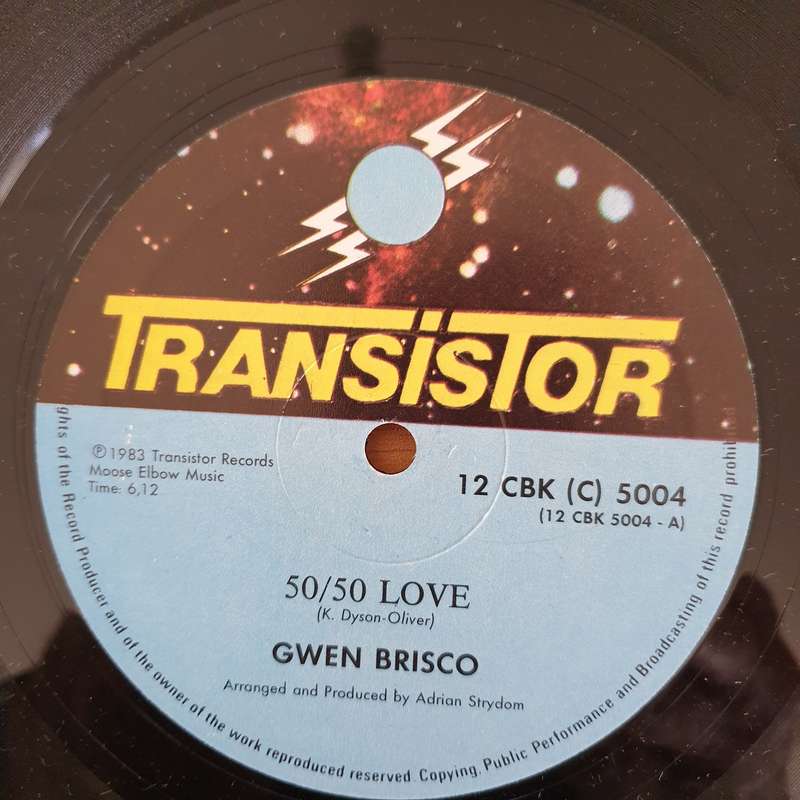 TRANSISTOR
℗1983 Transistor Records
Moose Elbow Music
Time: 6,12
12 CBK (C) 5004
(12 CBK 5004 - A)
50/50 LOVE
(K. Dyson-Oliver)
GWEN BRISCO
Arranged and Produced by Adrian Strydom
ghts of the Record Producer and of the owner of the work reproduced reserved. Copying, Public Performance and Broadcasting of this record prohibited